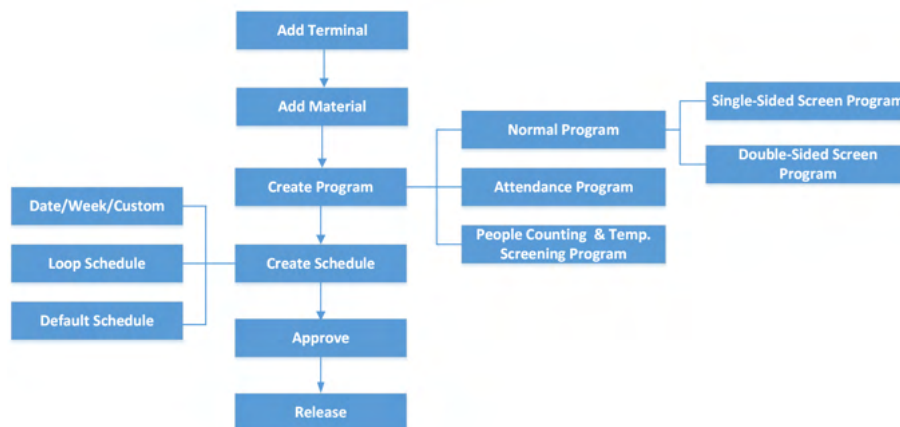 Add Terminal
Add Material
Single-Sided Screen Program
Normal Program
Double-Sided Screen
Program
Create Program
Attendance Program
Date/Week/Custom
People Counting & Temp.
Screening Program
Loop Schedule
Create Schedule
Default Schedule
Approve
Release